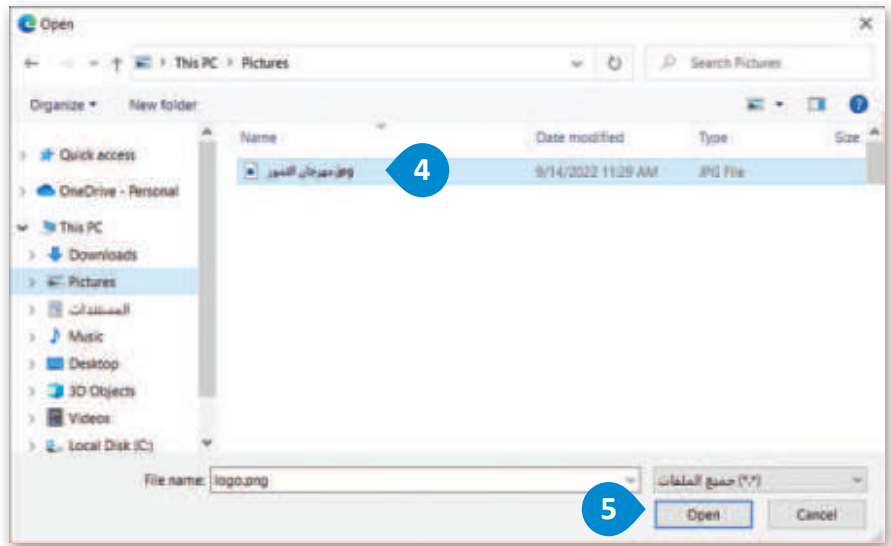 Open
This PC > Pictures
Search Pictures
Organize
New folder
Name
Date modified
Type
Size
Quick access
مهرجان التمور.jpg
4
9/14/2022 11:29 AM
JPG File
OneDrive - Personal
This PC
Downloads
Pictures
المستندات
Music
Desktop
3D Objects
Videos
Local Disk (C:)
File name:
logo.png
جميع الملفات (*.*)
5
Open
Cancel